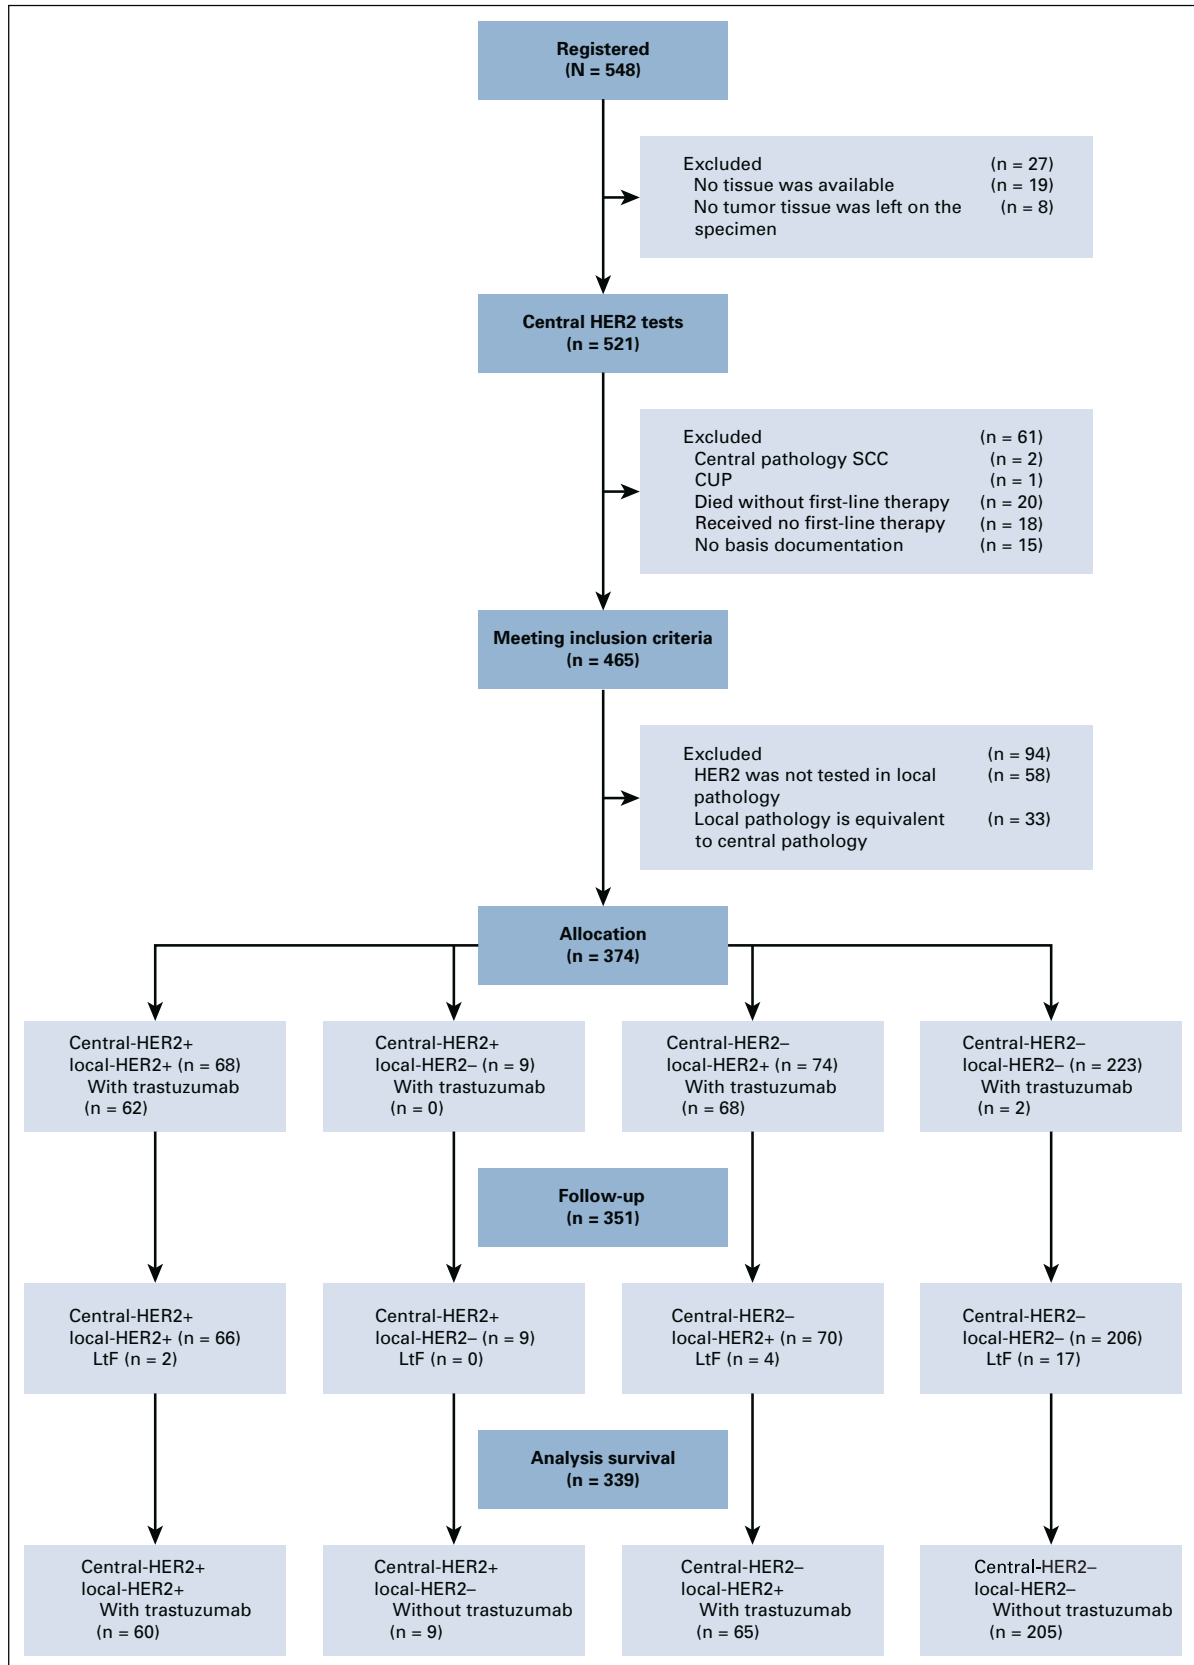 Registered
(N = 548)
Excluded (n = 27)
No tissue was available (n = 19)
No tumor tissue was left on the (n = 8)
specimen
Central HER2 tests
(n = 521)
Excluded (n = 61)
Central pathology SCC (n = 2)
CUP (n = 1)
Died without first-line therapy (n = 20)
Received no first-line therapy (n = 18)
No basis documentation (n = 15)
Meeting inclusion criteria
(n = 465)
Excluded (n = 94)
HER2 was not tested in local (n = 58)
pathology
Local pathology is equivalent (n = 33)
to central pathology
Allocation
(n = 374)
Central-HER2+
local-HER2+ (n = 68)
With trastuzumab
(n = 62)
Central-HER2+
local-HER2– (n = 9)
With trastuzumab
(n = 0)
Central-HER2–
local-HER2+ (n = 74)
With trastuzumab
(n = 68)
Central-HER2–
local-HER2– (n = 223)
With trastuzumab
(n = 2)
Follow-up
(n = 351)
Central-HER2+
local-HER2+ (n = 66)
LtF (n = 2)
Central-HER2+
local-HER2– (n = 9)
LtF (n = 0)
Central-HER2–
local-HER2+ (n = 70)
LtF (n = 4)
Central-HER2–
local-HER2– (n = 206)
LtF (n = 17)
Analysis survival
(n = 339)
Central-HER2+
local-HER2+
With trastuzumab
(n = 60)
Central-HER2+
local-HER2–
Without trastuzumab
(n = 9)
Central-HER2–
local-HER2+
With trastuzumab
(n = 65)
Central-HER2–
local-HER2–
Without trastuzumab
(n = 205)